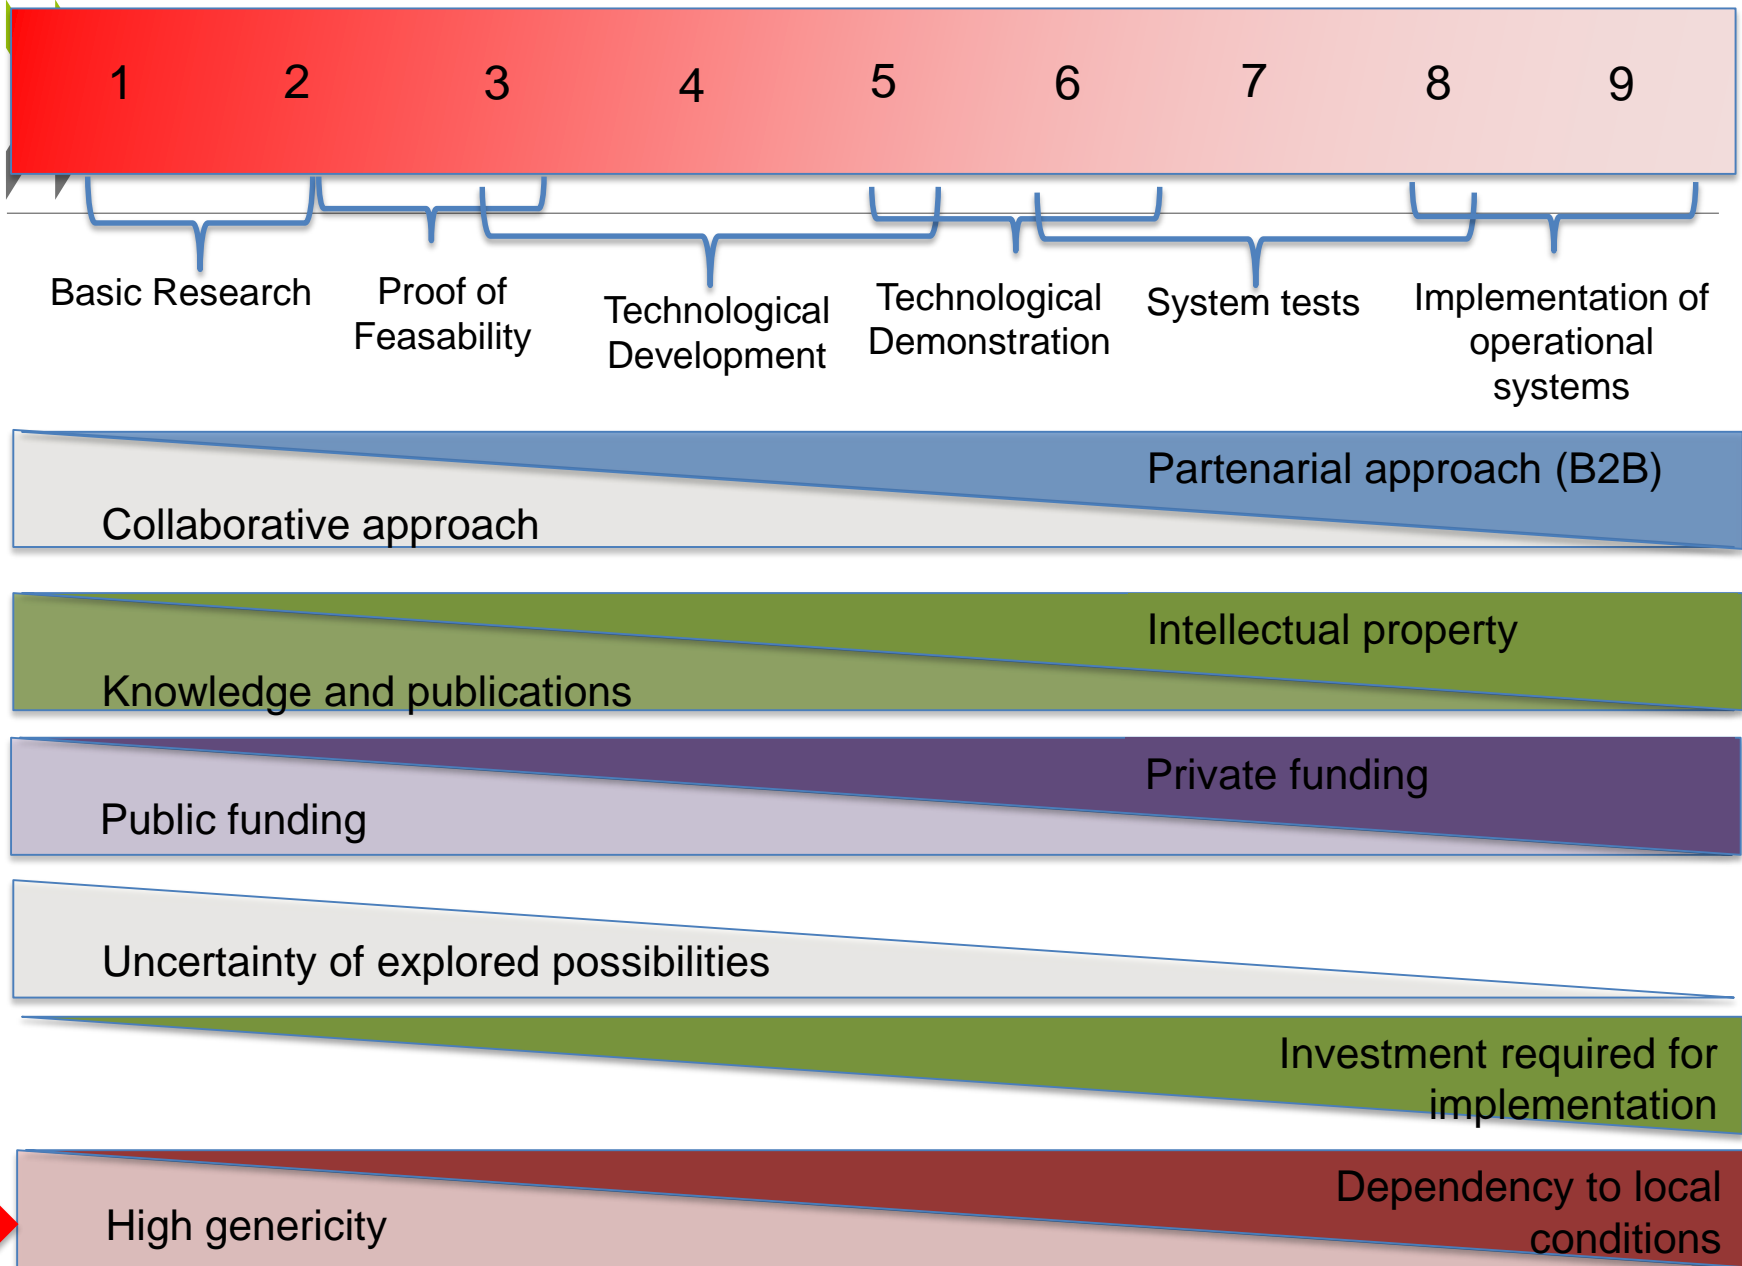 1 2 3 4 5 6 7 8 9
Basic Research
Proof of
Feasability
Technological
Development
Technological
Demonstration
System tests
Implementation of
operational
systems
Partenarial approach (B2B)
Collaborative approach
Intellectual property
Knowledge and publications
Private funding
Public funding
Uncertainty of explored possibilities
Investment required for
implementation
Dependency to local
conditions
High genericity